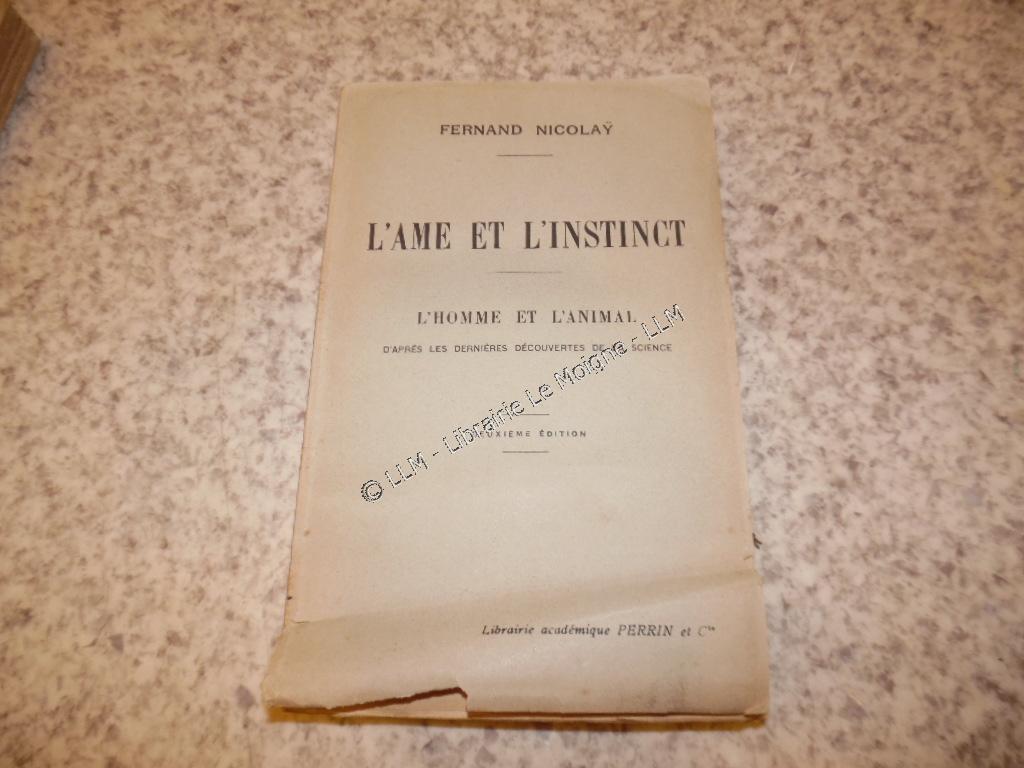 FERNAND NICOLAŸ
L'AME ET L'INSTINCT
L'HOMME ET L'ANIMAL
D'APRÈS LES DERNIÈRES DÉCOUVERTES DE LA SCIENCE
DEUXIÈME ÉDITION
Librairie académique PERRIN et Cie
© LLM - Librairie Le Moigne - LLM